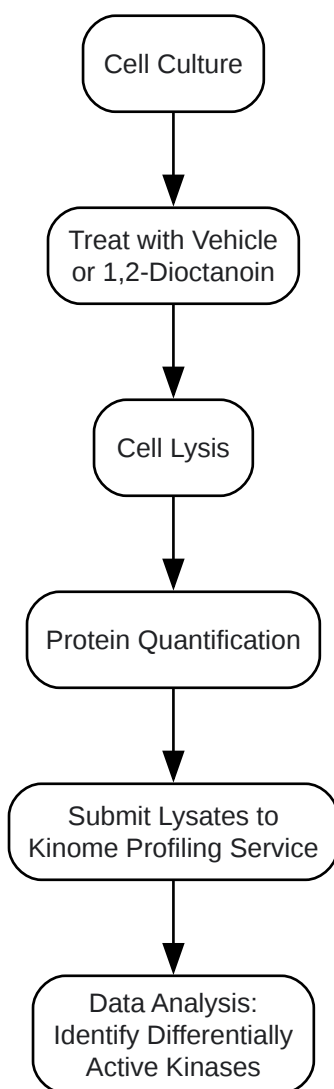 Cell Culture
Treat with Vehicle
or 1,2-Dioctanoin
Cell Lysis
Protein Quantification
Submit Lysates to
Kinome Profiling Service
Data Analysis:
Identify Differentially
Active Kinases